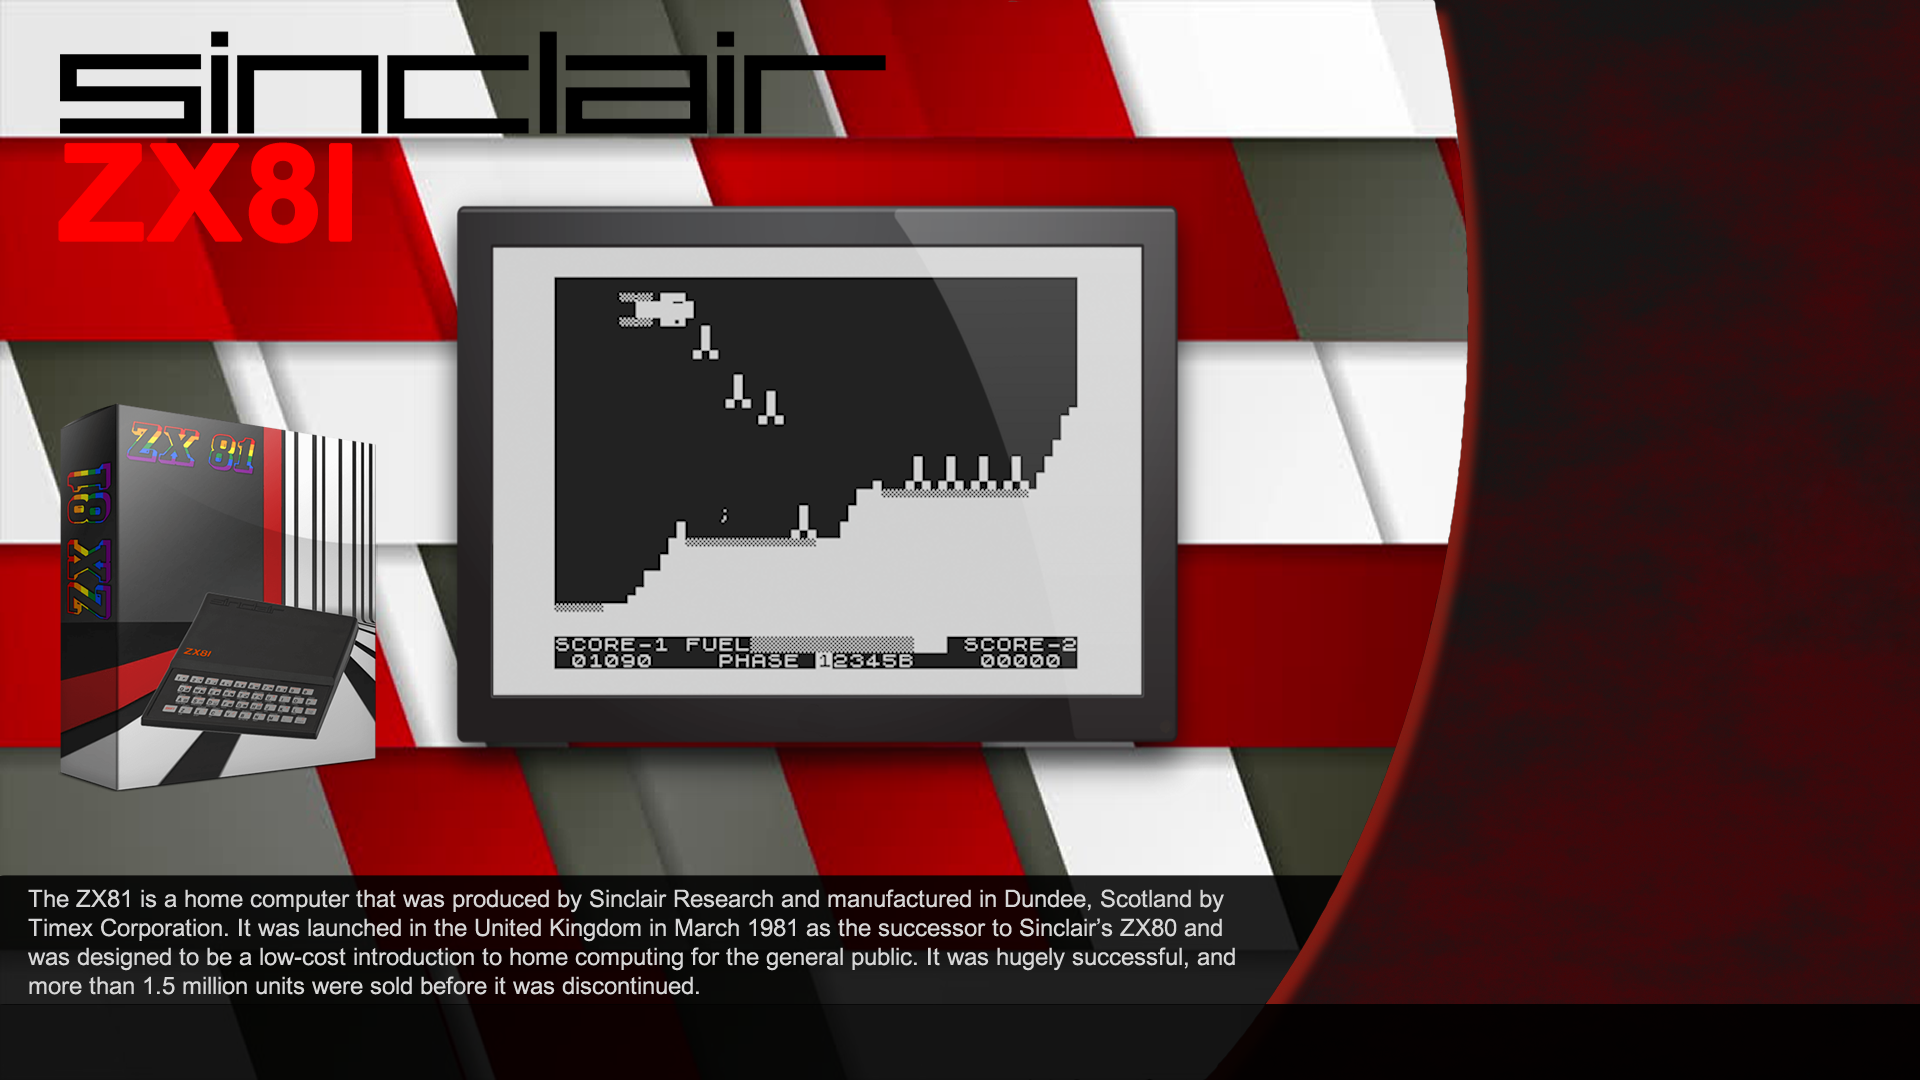 sinclair
ZX81
ZX 81
ZX 81
ZX81
SCORE-1 FUEL SCORE-2
01090 PHASE 12345B 00000
The ZX81 is a home computer that was produced by Sinclair Research and manufactured in Dundee, Scotland by
Timex Corporation. It was launched in the United Kingdom in March 1981 as the successor to Sinclair’s ZX80 and
was designed to be a low-cost introduction to home computing for the general public. It was hugely successful, and
more than 1.5 million units were sold before it was discontinued.